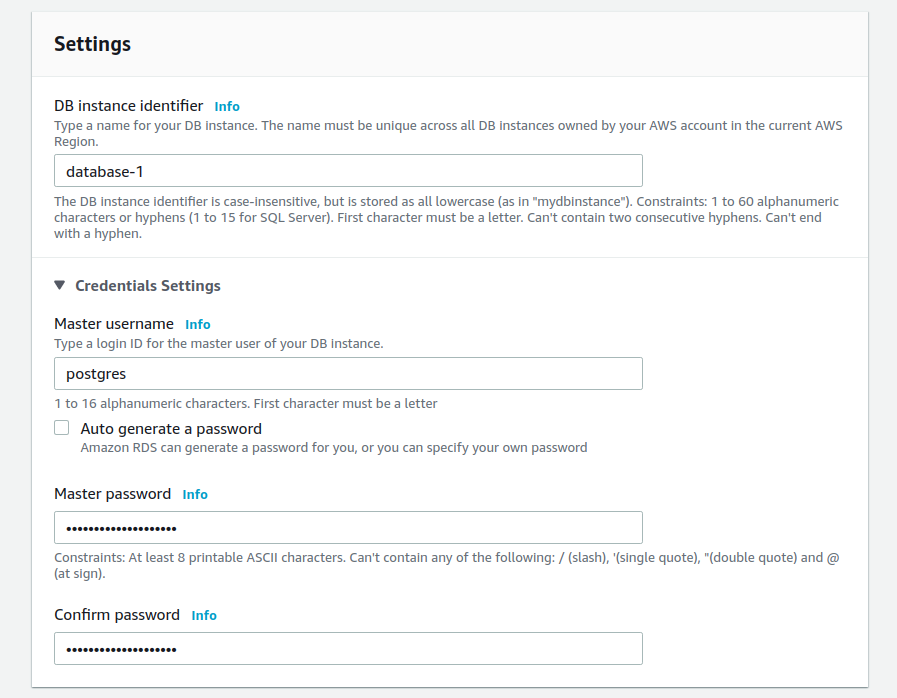 Settings
DB instance identifier Info
Type a name for your DB instance. The name must be unique across all DB instances owned by your AWS account in the current AWS
Region.
database-1
The DB instance identifier is case-insensitive, but is stored as all lowercase (as in "mydbinstance"). Constraints: 1 to 60 alphanumeric
characters or hyphens (1 to 15 for SQL Server). First character must be a letter. Can't contain two consecutive hyphens. Can't end
with a hyphen.
▼ Credentials Settings
Master username Info
Type a login ID for the master user of your DB instance.
postgres
1 to 16 alphanumeric characters. First character must be a letter
Auto generate a password
Amazon RDS can generate a password for you, or you can specify your own password
Master password Info
••••••••••••••••••••
Constraints: At least 8 printable ASCII characters. Can't contain any of the following: / (slash), '(single quote), "(double quote) and @
(at sign).
Confirm password Info
••••••••••••••••••••